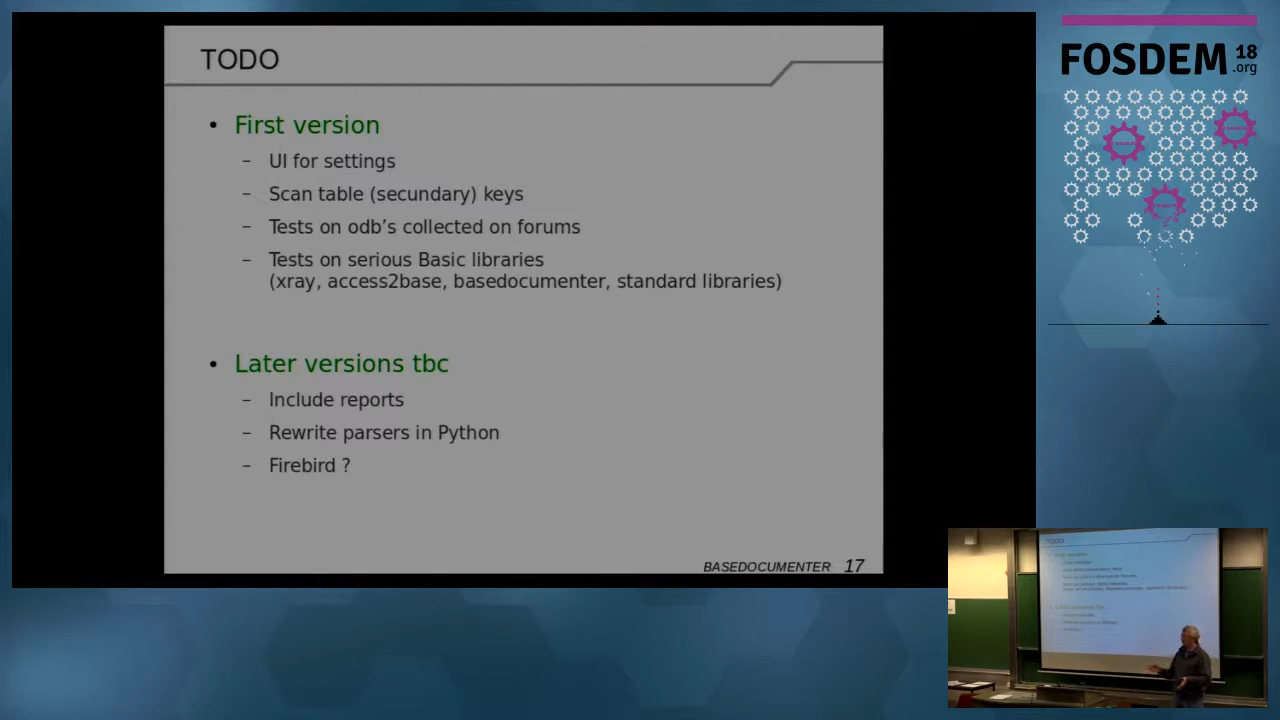 TODO
• First version
– UI for settings
– Scan table (secundary) keys
– Tests on odb’s collected on forums
– Tests on serious Basic libraries
(xray, access2base, basedocumenter, standard libraries)
• Later versions tbc
– Include reports
– Rewrite parsers in Python
– Firebird ?
BASEDOCUMENTER 17
FOSDEM 18
.org
TODO